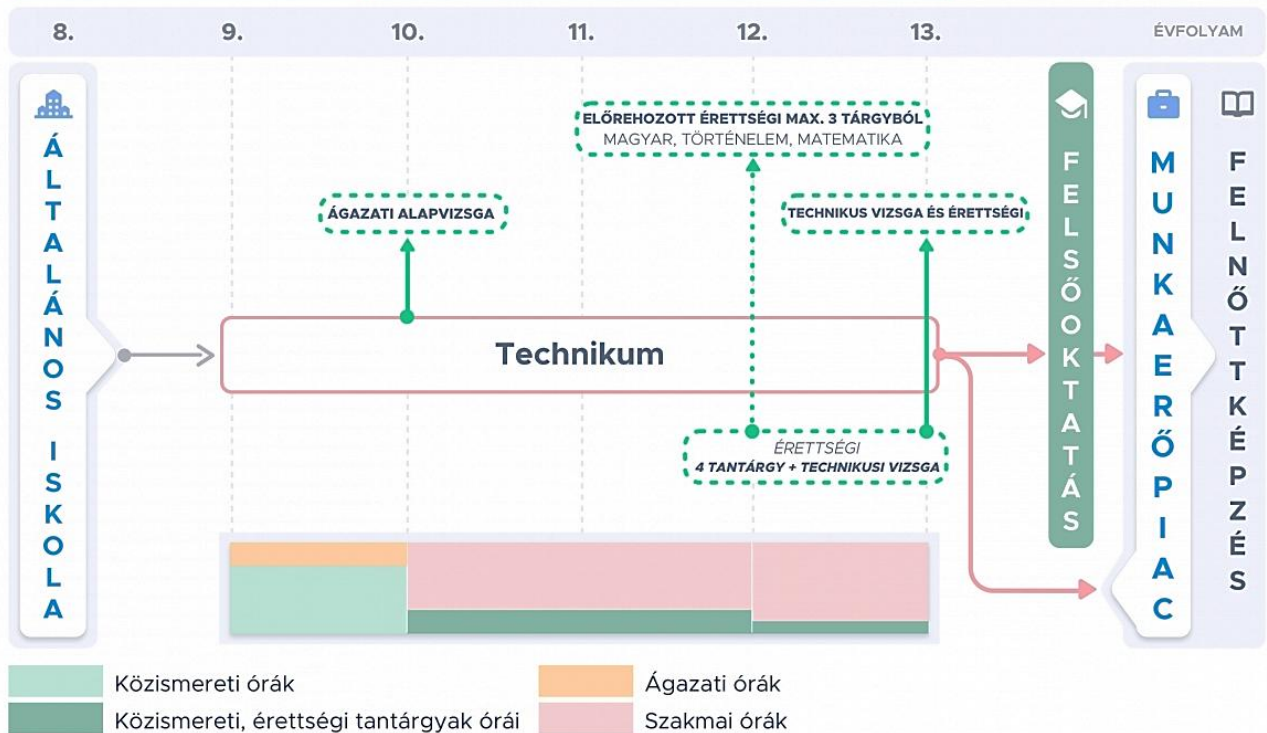 8. 9. 10. 11. 12. 13. ÉVFOLYAM
ÁLTALÁNOS ISKOLA
ELŐREHOZOTT ÉRETTSÉGI MAX. 3 TÁRGYBÓL
MAGYAR, TÖRTÉNELEM, MATEMATIKA
ÁGAZATI ALAPVIZSGA
TECHNIKUS VIZSGA ÉS ÉRETTSÉGI
Technikum
ÉRETTSÉGI
4 TANTÁRGY + TECHNIKUSI VIZSGA
FELSŐOKTATÁS
MUNKAERŐPIAC
FELNŐTTKÉPZÉS
Közismereti órák
Közismereti, érettségi tantárgyak órái
Ágazati órák
Szakmai órák